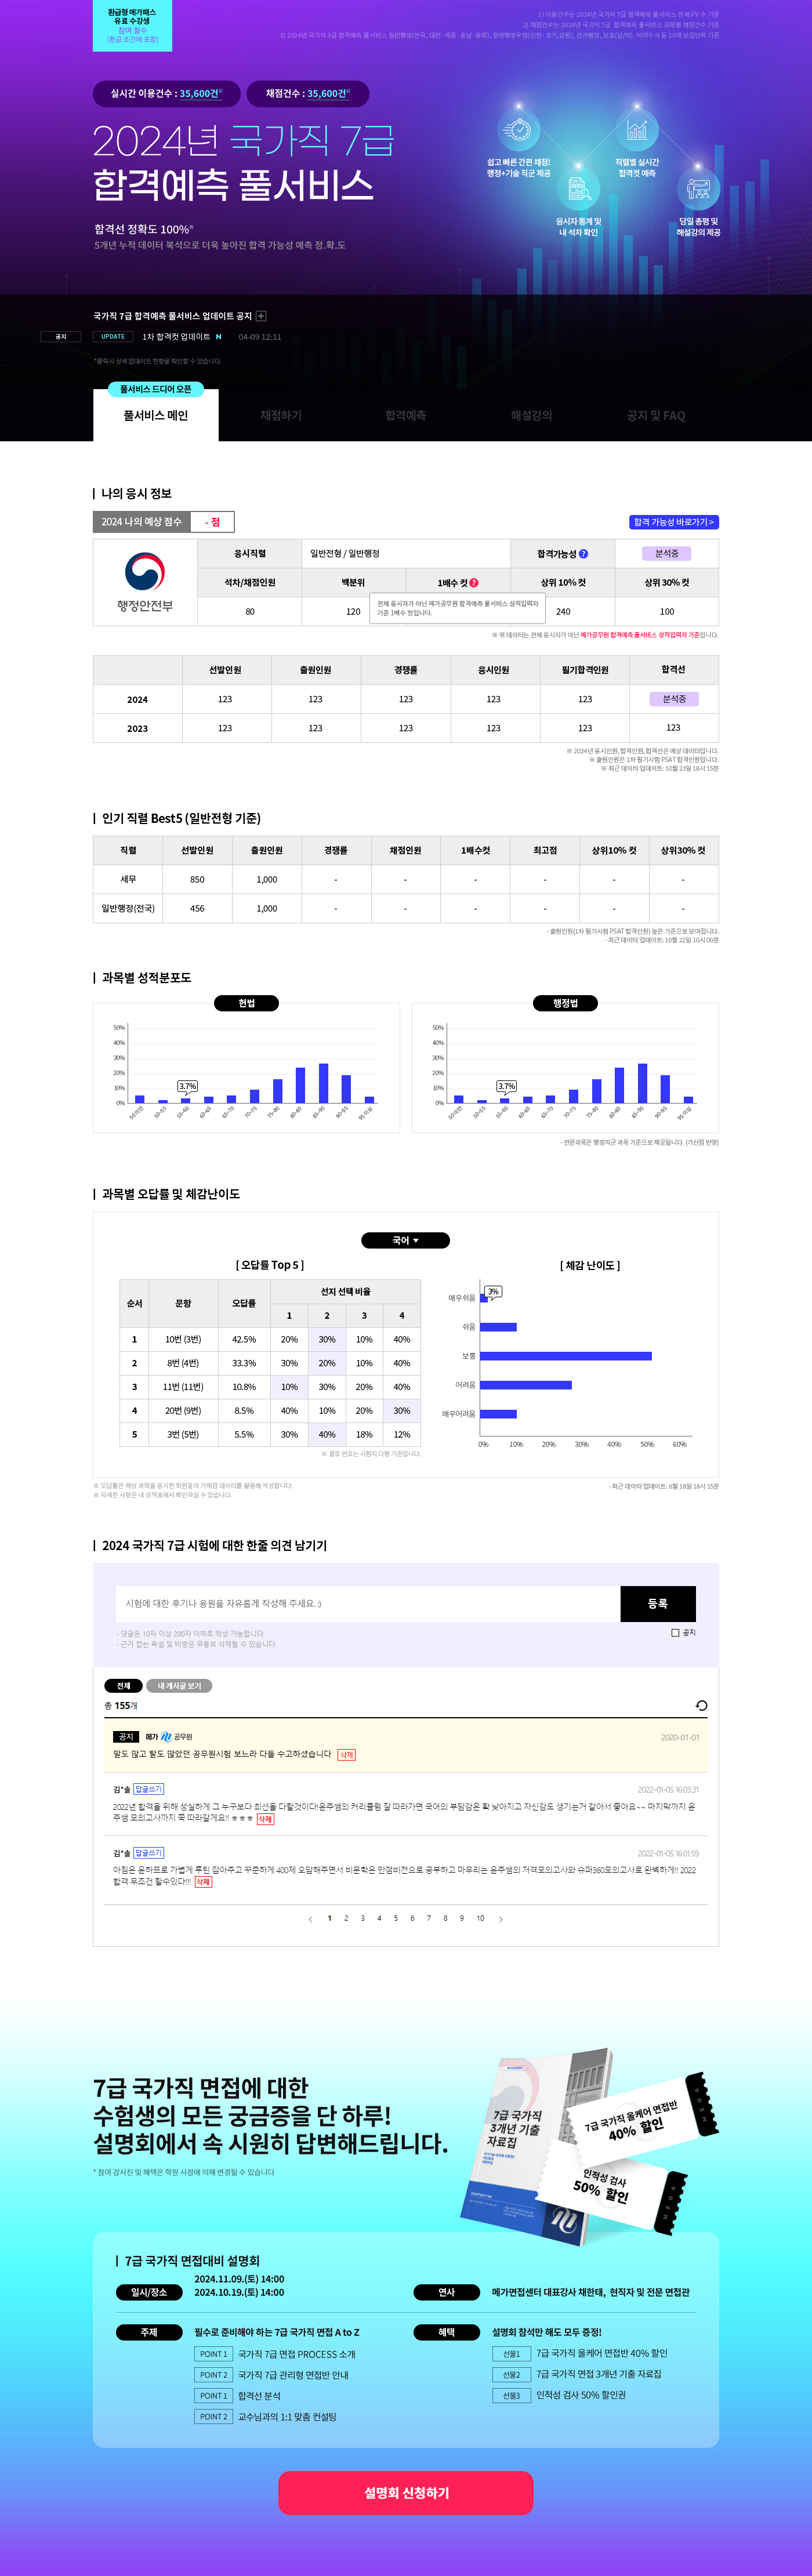 환급형 메가패스
유료 수강생
참여 필수
(환급 조건에 포함)
1) 이용건수는 2024년 국가직 7급 합격예측 풀서비스 전체 PV 수 기준
2) 채점건수는 2024년 국가직 7급 합격예측 풀서비스 과목별 채점건수 기준
실시간 이용건수 : 35,600건1)
채점건수 : 35,600건2)
2024년 국가직 7급
합격예측 풀서비스
합격선 정확도 100%
5개년 누적 데이터 북석으로 더욱 높아진 합격 가능성 예측 정.확.도
쉽고 빠른 간편 채점!
행정+기술 직군 제공
직렬별 실시간
합격컷 예측
응시자 통계 및
내 석차 확인
당일 총평 및
해설강의 제공
국가직 7급 합격예측 풀서비스 업데이트 공지
공지
UPDATE
1차 합격컷 업데이트 N
04-09 12:11
*클릭시 상세 업데이트 현황을 확인할 수 있습니다.
풀서비스 드디어 오픈
풀서비스 메인
채점하기
합격예측
해설강의
공지 및 FAQ
나의 응시 정보
2024 나의 예상 점수 - 점
합격 가능성 바로가기 >
행정안전부
응시직렬 일반전형 / 일반행정 합격가능성 ? 분석중
석차/채점인원 백분위 1배수 컷 ? 상위 10% 컷 상위 30% 컷
80 120 240 100
전체 응시자가 아닌 메가공무원 합격예측 풀서비스 성적입력자
기준 1배수 컷입니다.
※ 위 데이터는 전체 응시자가 아닌 메가공무원 합격예측 풀서비스 성적입력자 기준입니다.
선발인원 출원인원 경쟁률 응시인원 필기합격인원 합격선
2024 123 123 123 123 123 분석중
2023 123 123 123 123 123 123
※ 2024년 응시인원, 합격인원, 합격선은 예상 데이터입니다.
※ 출원인원은 1차 필기시험 PSAT 합격인원입니다.
※ 최근 데이터 업데이트: 10월 23일 18시 15분
인기 직렬 Best5 (일반전형 기준)
직렬 선발인원 출원인원 경쟁률 채점인원 1배수컷 최고점 상위10% 컷 상위30% 컷
세무 850 1,000 - - - - - -
일반행정(전국) 456 1,000 - - - - - -
- 출원인원(1차 필기시험 PSAT 합격인원) 높은 기준으로 보여집니다.
- 최근 데이터 업데이트: 10월 22일 10시 00분
과목별 성적분포도
헌법
50%
40%
30%
20%
10%
0%
3.7%
50 미만 50~55 55~60 60~65 65~70 70~75 75~80 80~85 85~90 90~95 95 이상
행정법
50%
40%
30%
20%
10%
0%
3.7%
50 미만 50~55 55~60 60~65 65~70 70~75 75~80 80~85 85~90 90~95 95 이상
- 전문과목은 행정직군 과목 기준으로 제공됩니다. (가산점 반영)
과목별 오답률 및 체감난이도
국어 ▼
[ 오답률 Top 5 ]
순서 문항 오답률 선지 선택 비율
1 2 3 4
1 10번 (3번) 42.5% 20% 30% 10% 40%
2 8번 (4번) 33.3% 30% 20% 10% 40%
3 11번 (11번) 10.8% 10% 30% 20% 40%
4 20번 (9번) 8.5% 40% 10% 20% 30%
5 3번 (5번) 5.5% 30% 40% 18% 12%
※ 괄호 번호는 시험지 다형 기준입니다.
[ 체감 난이도 ]
매우쉬움
3%
쉬움
보통
어려움
매우어려움
0% 10% 20% 30% 40% 50% 60%
※ 오답률은 해당 과목을 응시한 회원들의 가채점 데이터를 활용해 작성합니다.
※ 자세한 사항은 내 성적표에서 확인하실 수 있습니다.
- 최근 데이터 업데이트: 6월 18일 18시 15분
2024 국가직 7급 시험에 대한 한줄 의견 남기기
시험에 대한 후기나 응원을 자유롭게 작성해 주세요. :)
등록
- 댓글은 10자 이상 200자 이하로 작성 가능합니다.
- 근거 없는 욕설 및 비방은 무통보 삭제될 수 있습니다.
공지
전체
내 게시글 보기
총 155개
공지 메가 공무원
2020-01-01
말도 많고 탈도 많았던 공무원시험 보느라 다들 수고하셨습니다 삭제
김*솔 답글쓰기
2022-01-05 16:03:31
2022년 합격을 위해 성실하게 그 누구보다 최선을 다할것이다!윤주쌤의 커리큘럼 잘 따라가면 국어의 부담감은 확 낮아지고 자신감도 생기는거 같아서 좋아요~~ 마지막까지 윤
주쌤 모의고사까지 쭉 따라갈게요!! ㅎㅎㅎ 삭제
김*솔 답글쓰기
2022-01-05 16:01:59
아침은 윤하프로 가볍게 루틴 잡아주고 꾸준하게 400제 오답해주면서 비문학은 만점비전으로 공부하고 마무리는 윤주쌤의 저격모의고사와 슈퍼360모의고사로 완벽하게!! 2022
합격 무조건 할수있다!!! 삭제
< 1 2 3 4 5 6 7 8 9 10 >
7급 국가직 면접에 대한
수험생의 모든 궁금증을 단 하루!
설명회에서 속 시원히 답변해드립니다.
* 참여 강사진 및 혜택은 학원 사정에 의해 변경될 수 있습니다
7급 국가직
3개년 기출
자료집
7급 국가직 올케어 면접반
40% 할인
MEGA
인적성 검사
50% 할인
MEGA
7급 국가직 면접대비 설명회
일시/장소
2024.11.09.(토) 14:00
2024.10.19.(토) 14:00
연사
메가면접센터 대표강사 채한태, 현직자 및 전문 면접관
주제
필수로 준비해야 하는 7급 국가직 면접 A to Z
POINT 1 국가직 7급 면접 PROCESS 소개
POINT 2 국가직 7급 관리형 면접반 안내
POINT 1 합격선 분석
POINT 2 교수님과의 1:1 맞춤 컨설팅
혜택
설명회 참석만 해도 모두 증정!
선물1 7급 국가직 올케어 면접반 40% 할인
선물2 7급 국가직 면접 3개년 기출 자료집
선물3 인적성 검사 50% 할인권
설명회 신청하기